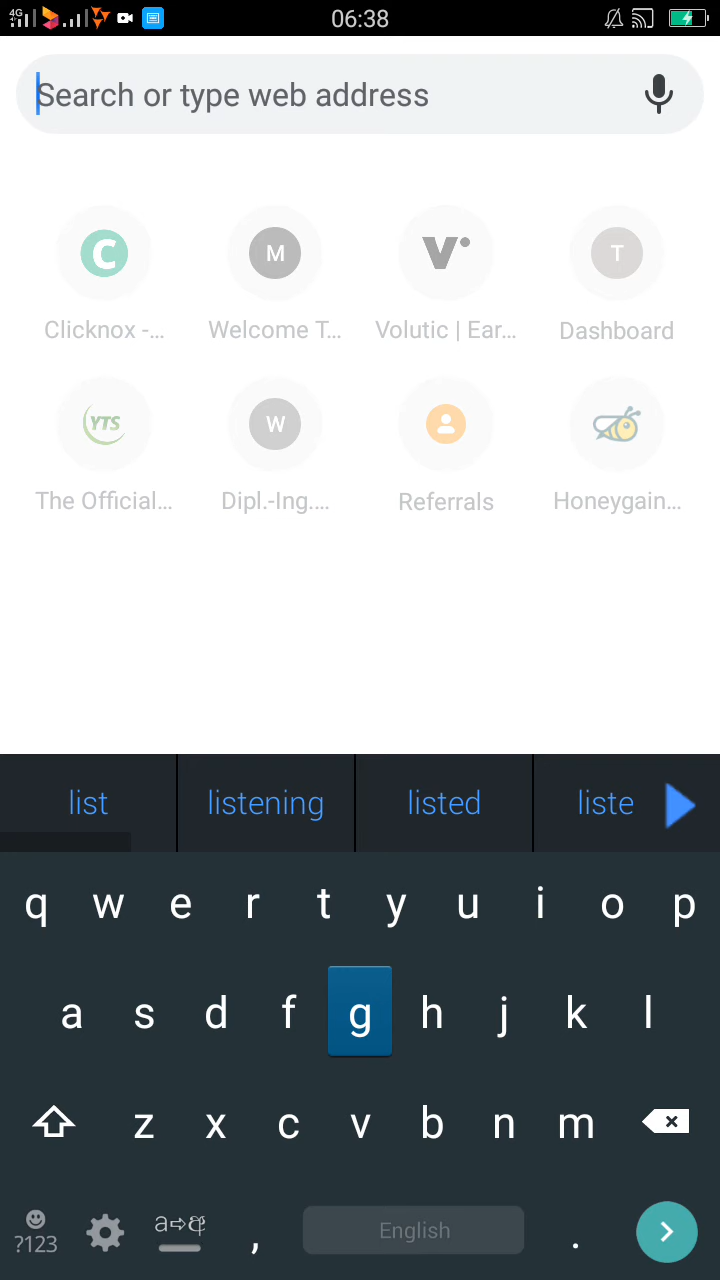 4G 06:38
Search or type web address
C M V T
Clicknox -... Welcome T... Volutic | Ear... Dashboard
YTS W
The Official... Dipl.-Ing.... Referrals Honeygain...
list listening listed liste
q w e r t y u i o p
a s d f g h j k l
z x c v b n m
?123 a⇨අ , English .